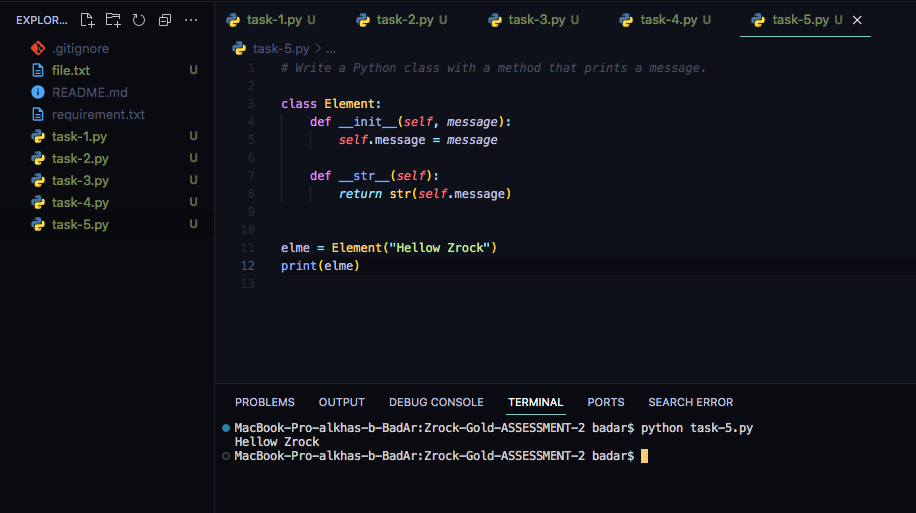 EXPLOR... ...
.gitignore
file.txt U
README.md
requirement.txt
task-1.py U
task-2.py U
task-3.py U
task-4.py U
task-5.py U
task-1.py U task-2.py U task-3.py U task-4.py U task-5.py U
task-5.py > ...
1 # Write a Python class with a method that prints a message.
2
3 class Element:
4 def __init__(self, message):
5 self.message = message
6
7 def __str__(self):
8 return str(self.message)
9
10
11 elme = Element("Hellow Zrock")
12 print(elme)
13
PROBLEMS OUTPUT DEBUG CONSOLE TERMINAL PORTS SEARCH ERROR
MacBook-Pro-alkhas-b-BadAr:Zrock-Gold-ASSESSMENT-2 badar$ python task-5.py
Hellow Zrock
MacBook-Pro-alkhas-b-BadAr:Zrock-Gold-ASSESSMENT-2 badar$